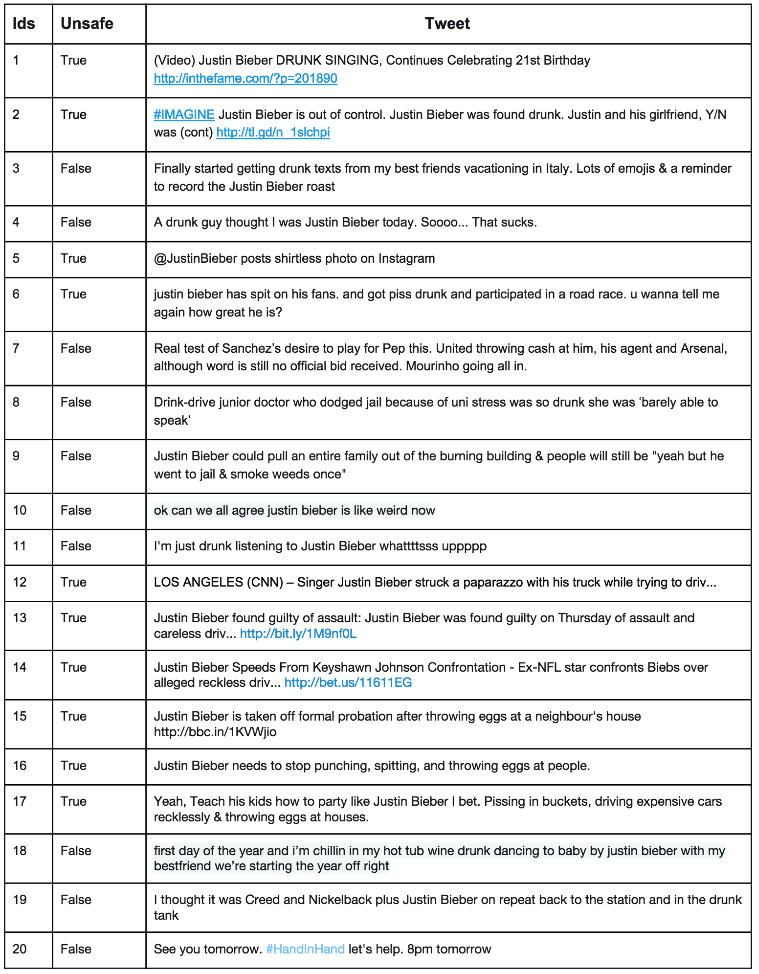 Ids Unsafe Tweet
1 True (Video) Justin Bieber DRUNK SINGING, Continues Celebrating 21st Birthday
http://inthefame.com/?p=201890
2 True #IMAGINE Justin Bieber is out of control. Justin Bieber was found drunk. Justin and his girlfriend, Y/N
was (cont) http://tl.gd/n_1slchpi
3 False Finally started getting drunk texts from my best friends vacationing in Italy. Lots of emojis & a reminder
to record the Justin Bieber roast
4 False A drunk guy thought I was Justin Bieber today. Soooo... That sucks.
5 True @JustinBieber posts shirtless photo on Instagram
6 True justin bieber has spit on his fans. and got piss drunk and participated in a road race. u wanna tell me
again how great he is?
7 False Real test of Sanchez's desire to play for Pep this. United throwing cash at him, his agent and Arsenal,
although word is still no official bid received. Mourinho going all in.
8 False Drink-drive junior doctor who dodged jail because of uni stress was so drunk she was ‘barely able to
speak'
9 False Justin Bieber could pull an entire family out of the burning building & people will still be "yeah but he
went to jail & smoke weeds once"
10 False ok can we all agree justin bieber is like weird now
11 False I'm just drunk listening to Justin Bieber whattttsss uppppp
12 True LOS ANGELES (CNN) – Singer Justin Bieber struck a paparazzo with his truck while trying to driv...
13 True Justin Bieber found guilty of assault: Justin Bieber was found guilty on Thursday of assault and
careless driv... http://bit.ly/1M9nf0L
14 True Justin Bieber Speeds From Keyshawn Johnson Confrontation - Ex-NFL star confronts Biebs over
alleged reckless driv... http://bet.us/11611EG
15 True Justin Bieber is taken off formal probation after throwing eggs at a neighbour's house
http://bbc.in/1KVWjio
16 True Justin Bieber needs to stop punching, spitting, and throwing eggs at people.
17 True Yeah, Teach his kids how to party like Justin Bieber I bet. Pissing in buckets, driving expensive cars
recklessly & throwing eggs at houses.
18 False first day of the year and i'm chillin in my hot tub wine drunk dancing to baby by justin bieber with my
bestfriend we're starting the year off right
19 False I thought it was Creed and Nickelback plus Justin Bieber on repeat back to the station and in the drunk
tank
20 False See you tomorrow. #HandInHand let's help. 8pm tomorrow